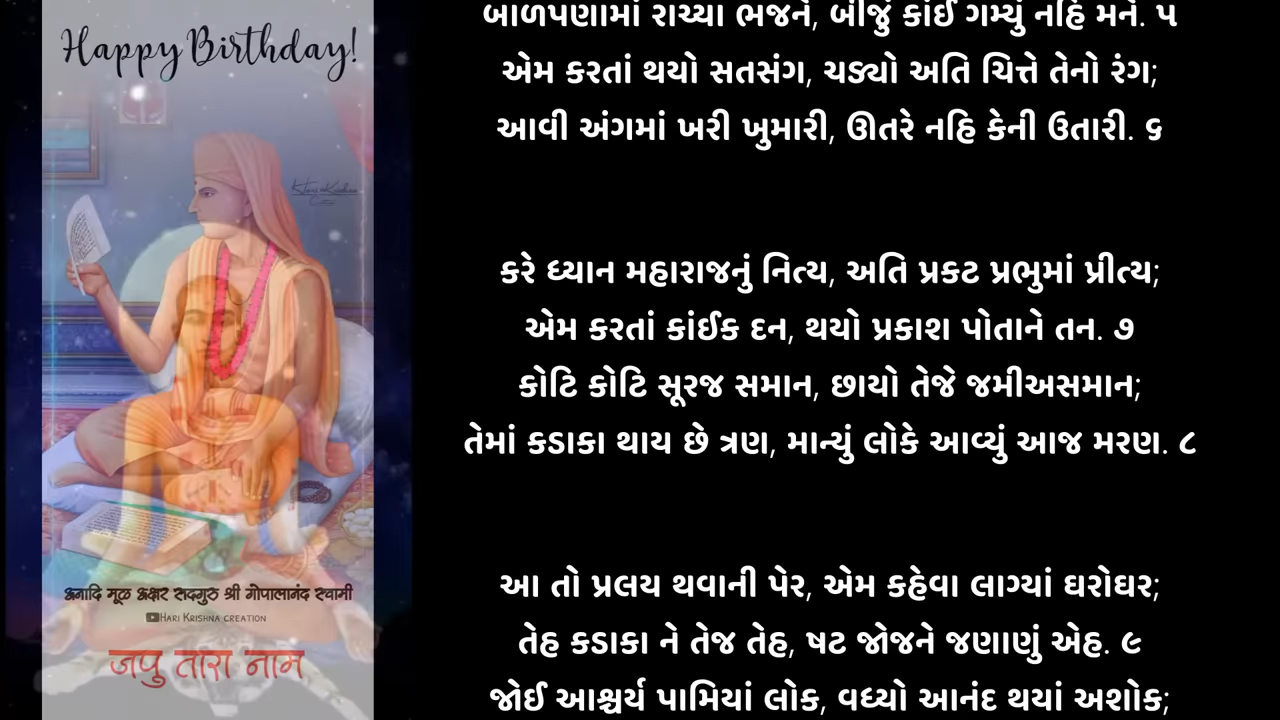 Happy Birthday!
अनादि मूळ अक्षर सदगुरु श्री गोपालानंद स्वामी
HARI KRISHNA CREATION
जपु तारा नाम
બાળપણામાં રાચ્યા ભજને, બીજું કાંઈ ગમ્યું નહિ મને. ૫
એમ કરતાં થયો સતસંગ, ચડ્યો અતિ ચિત્તે તેનો રંગ;
આવી અંગમાં ખરી ખુમારી, ઊતરે નહિ કેની ઉતારી. ૬
કરે ધ્યાન મહારાજનું નિત્ય, અતિ પ્રકટ પ્રભુમાં પ્રીત્ય;
એમ કરતાં કાંઈક દન, થયો પ્રકાશ પોતાને તન. ૭
કોટિ કોટિ સૂરજ સમાન, છાયો તેજે જમીઅસમાન;
તેમાં કડાકા થાય છે ત્રણ, માન્યું લોકે આવ્યું આજ મરણ. ૮
આ તો પ્રલય થવાની પેર, એમ કહેવા લાગ્યાં ઘરોઘર;
તેહ કડાકા ને તેજ તેહ, ષટ જોજને જણાણું એહ. ૯
જોઈ આશ્ચર્ય પામિયાં લોક, વધ્યો આનંદ થયાં અશોક;